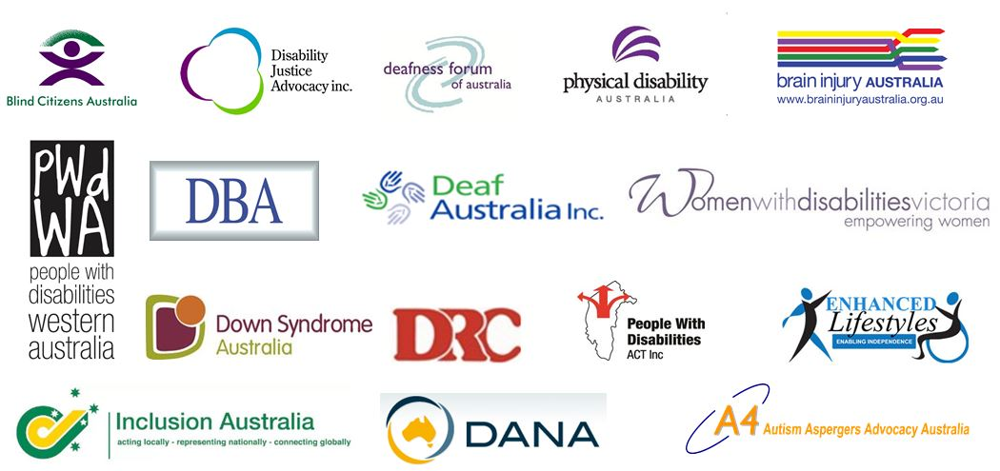 Blind Citizens Australia
Disability
Justice
Advocacy inc.
deafness forum
of australia
physical disability
AUSTRALIA
brain injury AUSTRALIA
www.braininjuryaustralia.org.au
PWd
WA
people with
disabilities
western
australia
DBA
Deaf
Australia Inc.
Womenwithdisabilitiesvictoria
empowering women
Down Syndrome
Australia
DRC
People With
Disabilities
ACT Inc
ENHANCED
Lifestyles
ENABLING INDEPENDENCE
Inclusion Australia
acting locally - representing nationally - connecting globally
DANA
A4 Autism Aspergers Advocacy Australia